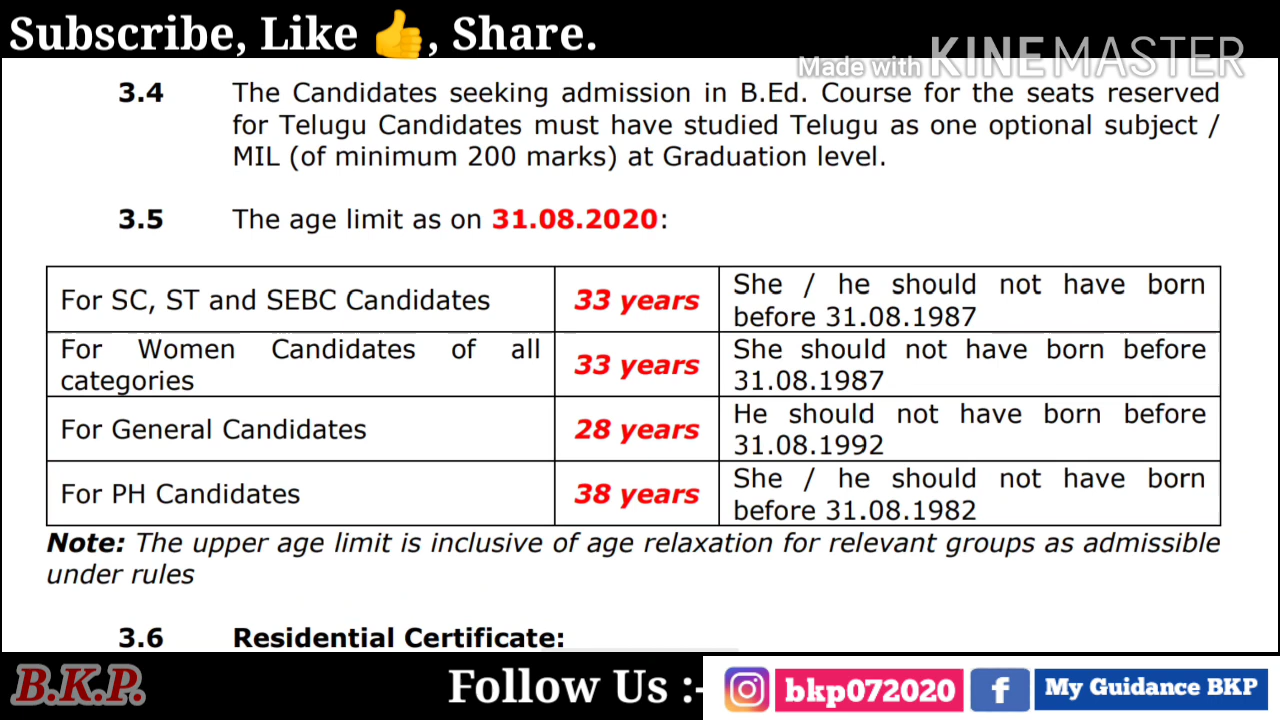 Subscribe, Like 👍, Share.
Made with KINEMASTER
3.4 The Candidates seeking admission in B.Ed. Course for the seats reserved
for Telugu Candidates must have studied Telugu as one optional subject /
MIL (of minimum 200 marks) at Graduation level.
3.5 The age limit as on 31.08.2020:
For SC, ST and SEBC Candidates 33 years She / he should not have born
before 31.08.1987
For Women Candidates of all
categories 33 years She should not have born before
31.08.1987
For General Candidates 28 years He should not have born before
31.08.1992
For PH Candidates 38 years She / he should not have born
before 31.08.1982
Note: The upper age limit is inclusive of age relaxation for relevant groups as admissible
under rules
3.6 Residential Certificate:
B.K.P. Follow Us :- bkp072020 f My Guidance BKP